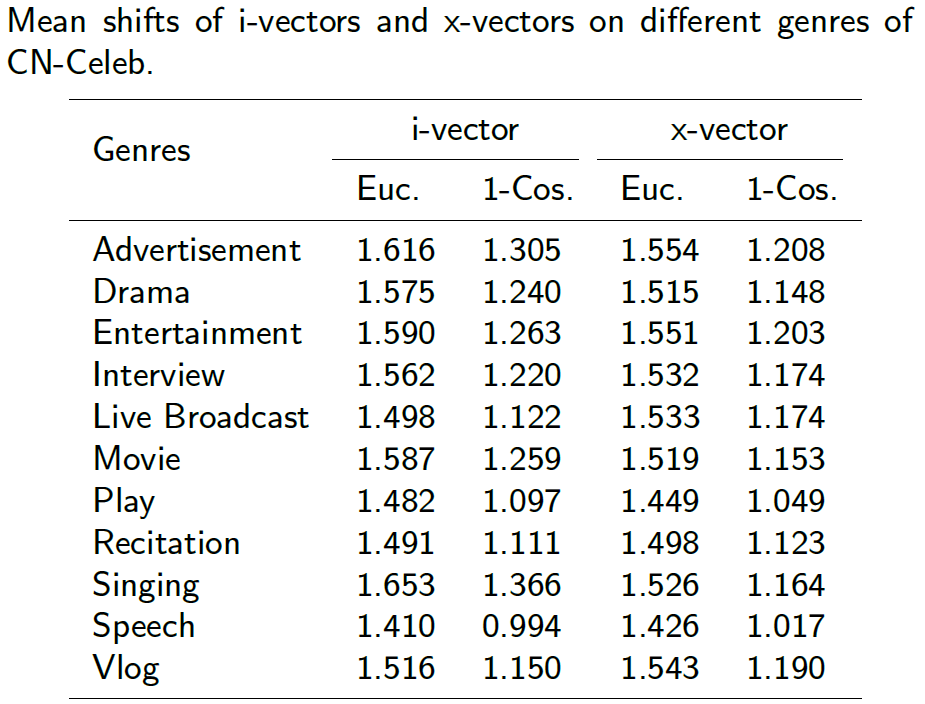 Mean shifts of i-vectors and x-vectors on different genres of
CN-Celeb.
Genres i-vector x-vector
Euc. 1-Cos. Euc. 1-Cos.
Advertisement 1.616 1.305 1.554 1.208
Drama 1.575 1.240 1.515 1.148
Entertainment 1.590 1.263 1.551 1.203
Interview 1.562 1.220 1.532 1.174
Live Broadcast 1.498 1.122 1.533 1.174
Movie 1.587 1.259 1.519 1.153
Play 1.482 1.097 1.449 1.049
Recitation 1.491 1.111 1.498 1.123
Singing 1.653 1.366 1.526 1.164
Speech 1.410 0.994 1.426 1.017
Vlog 1.516 1.150 1.543 1.190